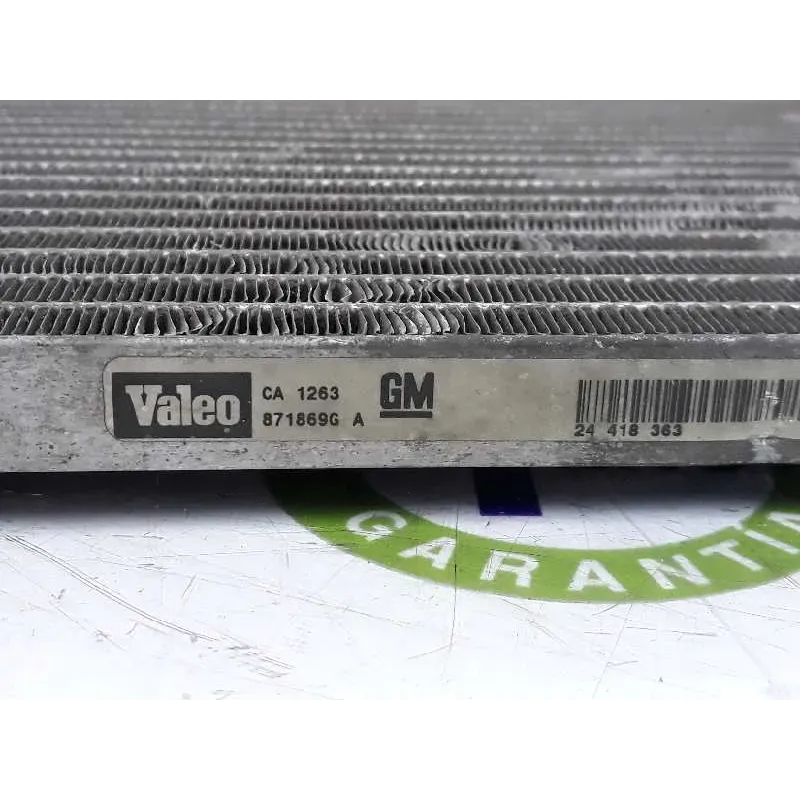 Valeo
CA 1263
871869G A
GM
24 418 363
GARANTI